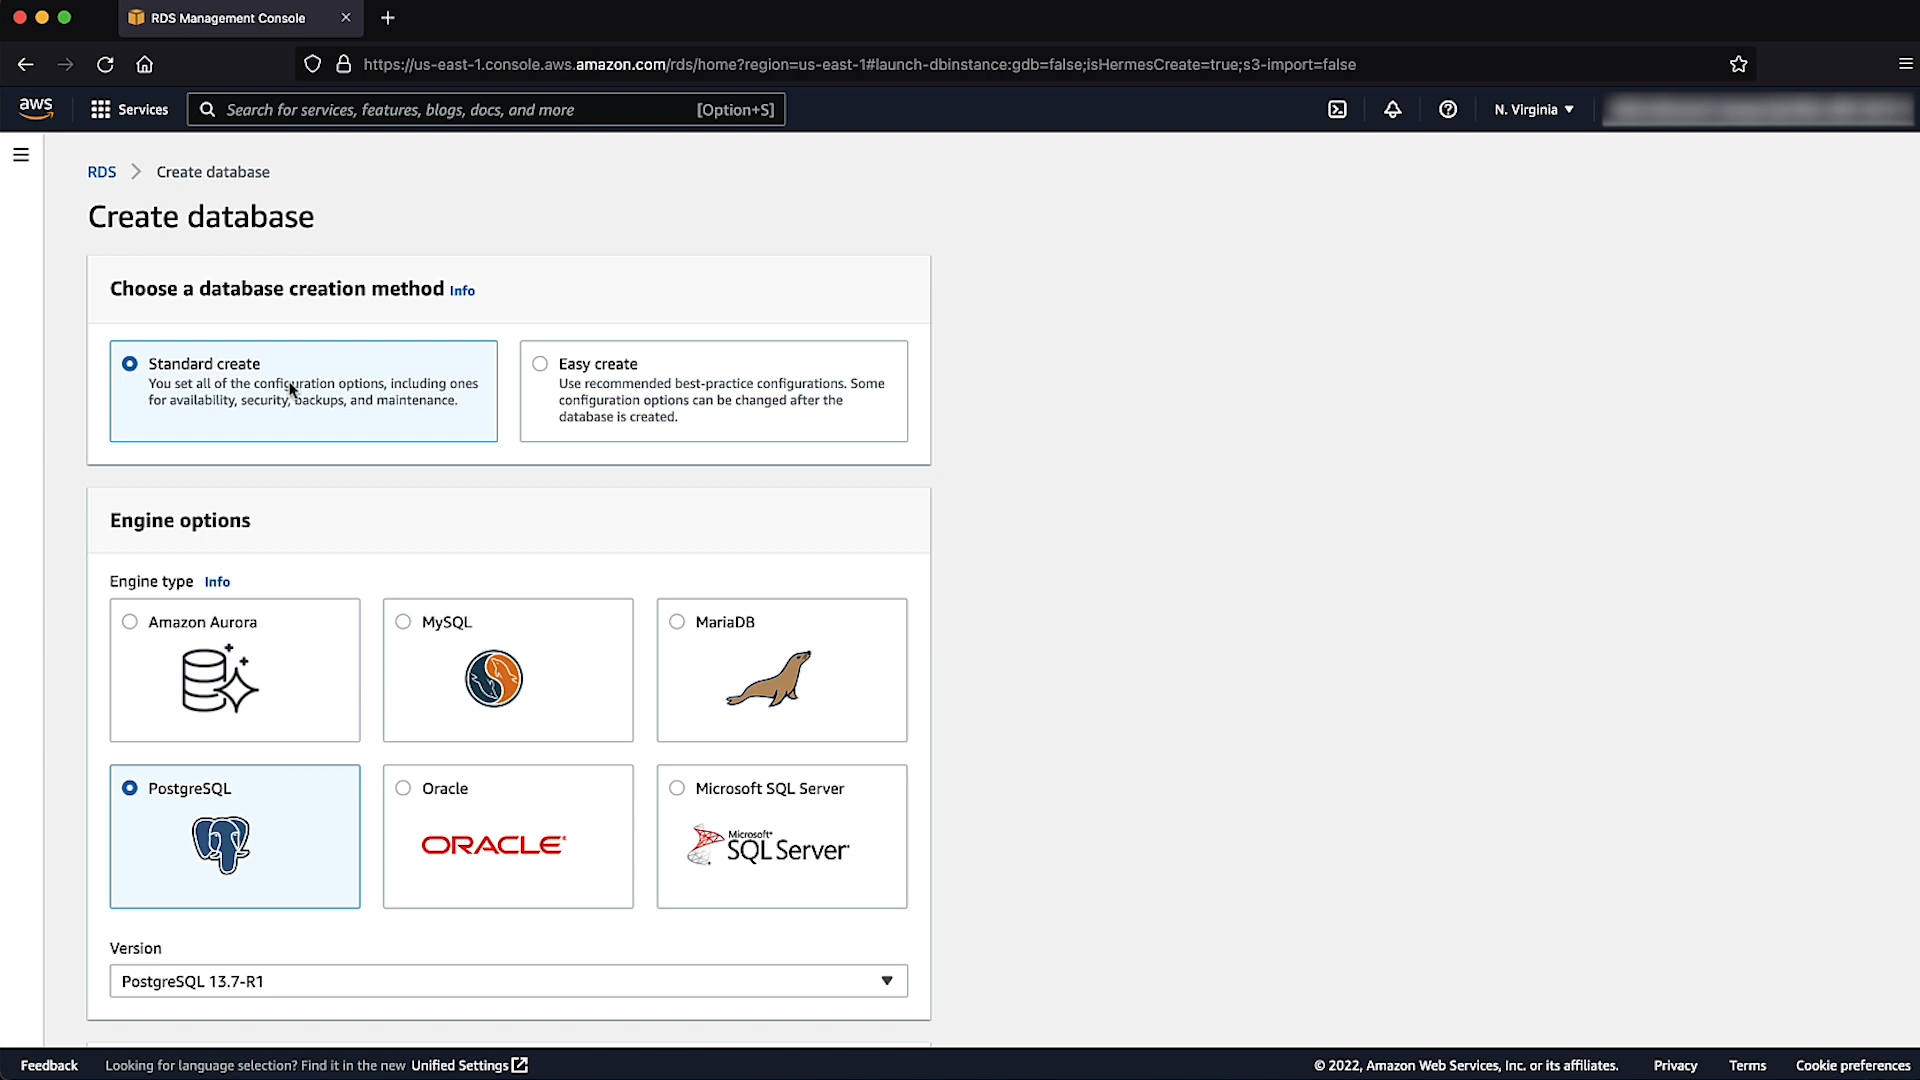 RDS Management Console
https://us-east-1.console.aws.amazon.com/rds/home?region=us-east-1#launch-dbinstance:gdb=false;isHermesCreate=true;s3-import=false
aws
Services
Search for services, features, blogs, docs, and more
[Option+S]
N. Virginia
RDS
Create database
Create database
Choose a database creation method Info
Standard create
You set all of the configuration options, including ones
for availability, security, backups, and maintenance.
Easy create
Use recommended best-practice configurations. Some
configuration options can be changed after the
database is created.
Engine options
Engine type Info
Amazon Aurora
MySQL
MariaDB
PostgreSQL
Oracle
ORACLE
Microsoft SQL Server
Microsoft
SQL Server
Version
PostgreSQL 13.7-R1
Feedback
Looking for language selection? Find it in the new Unified Settings
© 2022, Amazon Web Services, Inc. or its affiliates.
Privacy
Terms
Cookie preferences